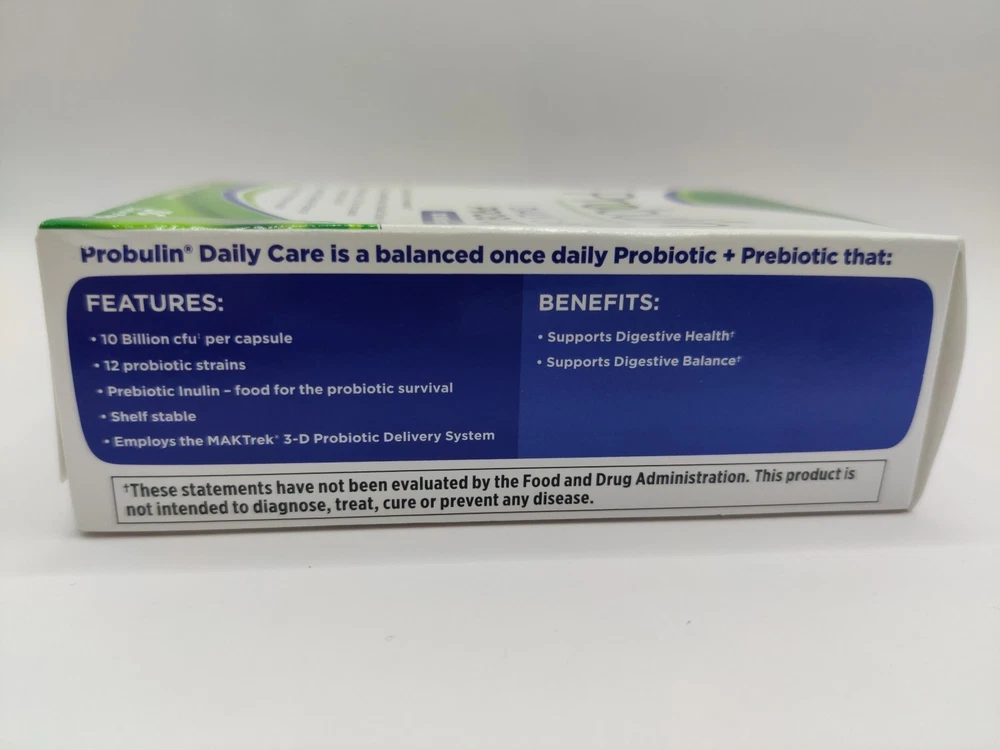 Probulin® Daily Care is a balanced once daily Probiotic + Prebiotic that:
FEATURES:
• 10 Billion cfu‡ per capsule
• 12 probiotic strains
• Prebiotic Inulin – food for the probiotic survival
• Shelf stable
• Employs the MAKTrek® 3-D Probiotic Delivery System
BENEFITS:
• Supports Digestive Health†
• Supports Digestive Balance†
†These statements have not been evaluated by the Food and Drug Administration. This product is
not intended to diagnose, treat, cure or prevent any disease.